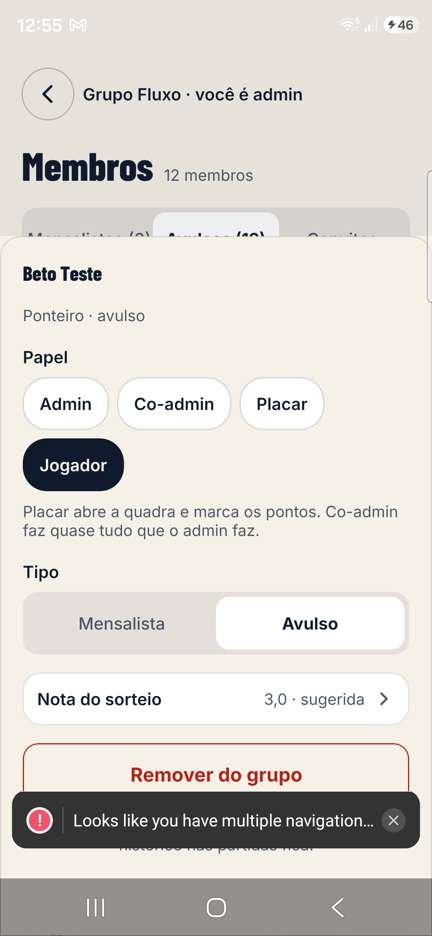 12:55
46
Grupo Fluxo · você é admin
Membros 12 membros
Beto Teste
Ponteiro · avulso
Papel
Admin Co-admin Placar
Jogador
Placar abre a quadra e marca os pontos. Co-admin
faz quase tudo que o admin faz.
Tipo
Mensalista Avulso
Nota do sorteio 3,0 · sugerida
Remover do grupo
Looks like you have multiple navigation...